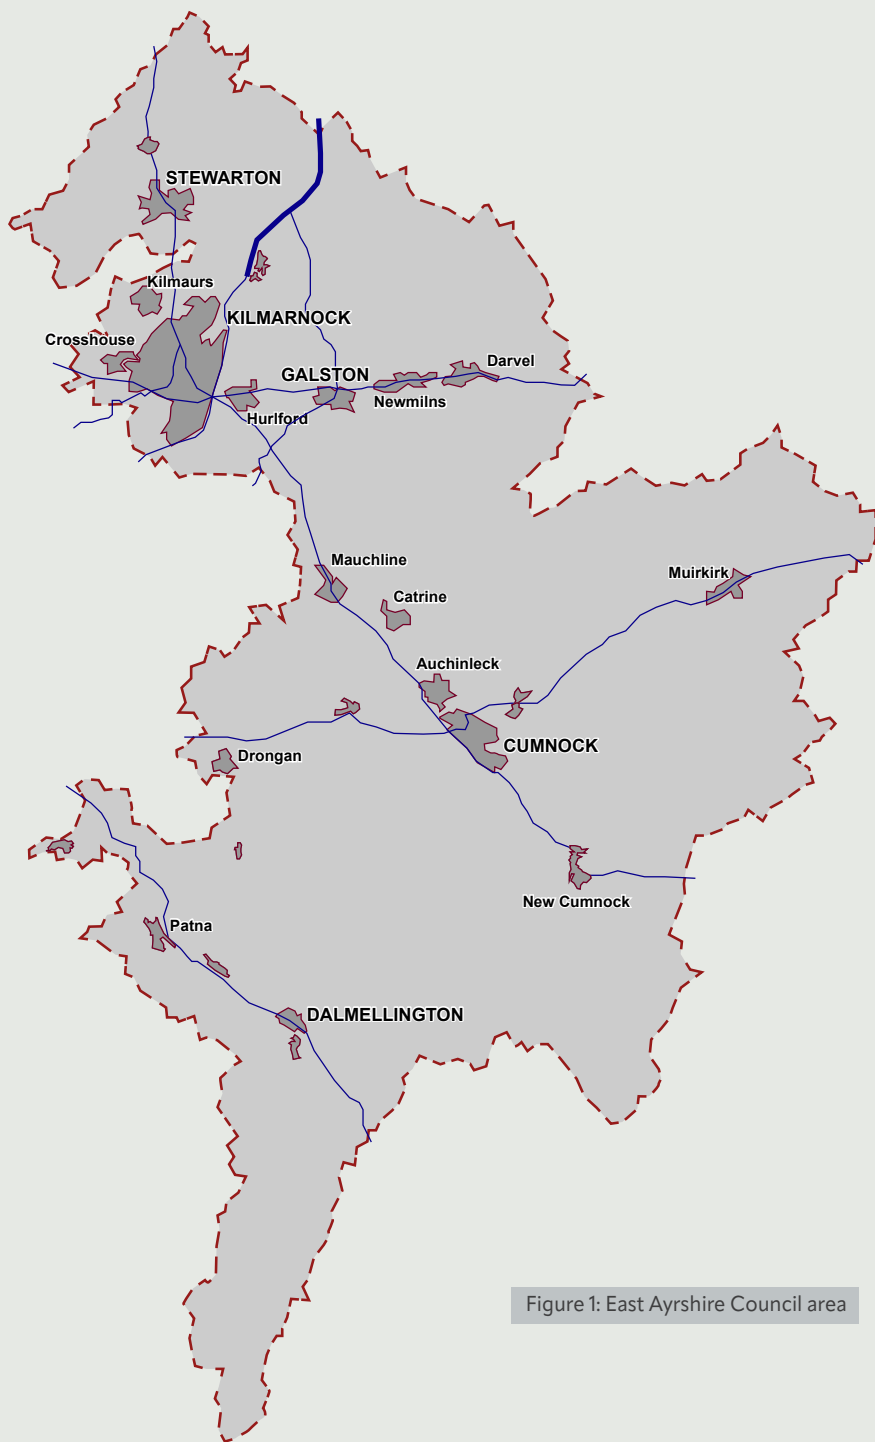 STEWARTON
Kilmaurs
KILMARNOCK
Crosshouse
Darvel
GALSTON
Newmilns
Hurlford
Mauchline
Muirkirk
Catrine
Auchinleck
CUMNOCK
Drongan
New Cumnock
Patna
DALMELLINGTON
Figure 1: East Ayrshire Council area